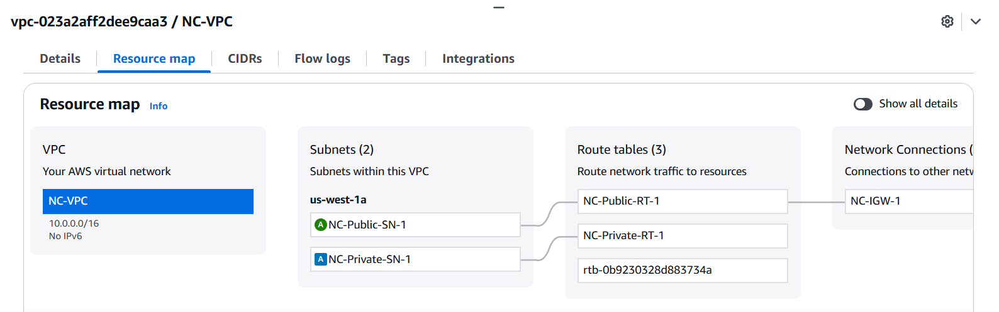 vpc-023a2aff2dee9caa3 / NC-VPC
Details
Resource map
CIDRs
Flow logs
Tags
Integrations
Resource map
Info
Show all details
VPC
Your AWS virtual network
NC-VPC
10.0.0.0/16
No IPv6
Subnets (2)
Subnets within this VPC
us-west-1a
A NC-Public-SN-1
A NC-Private-SN-1
Route tables (3)
Route network traffic to resources
NC-Public-RT-1
NC-Private-RT-1
rtb-0b9230328d883734a
Network Connections (
Connections to other
NC-IGW-1